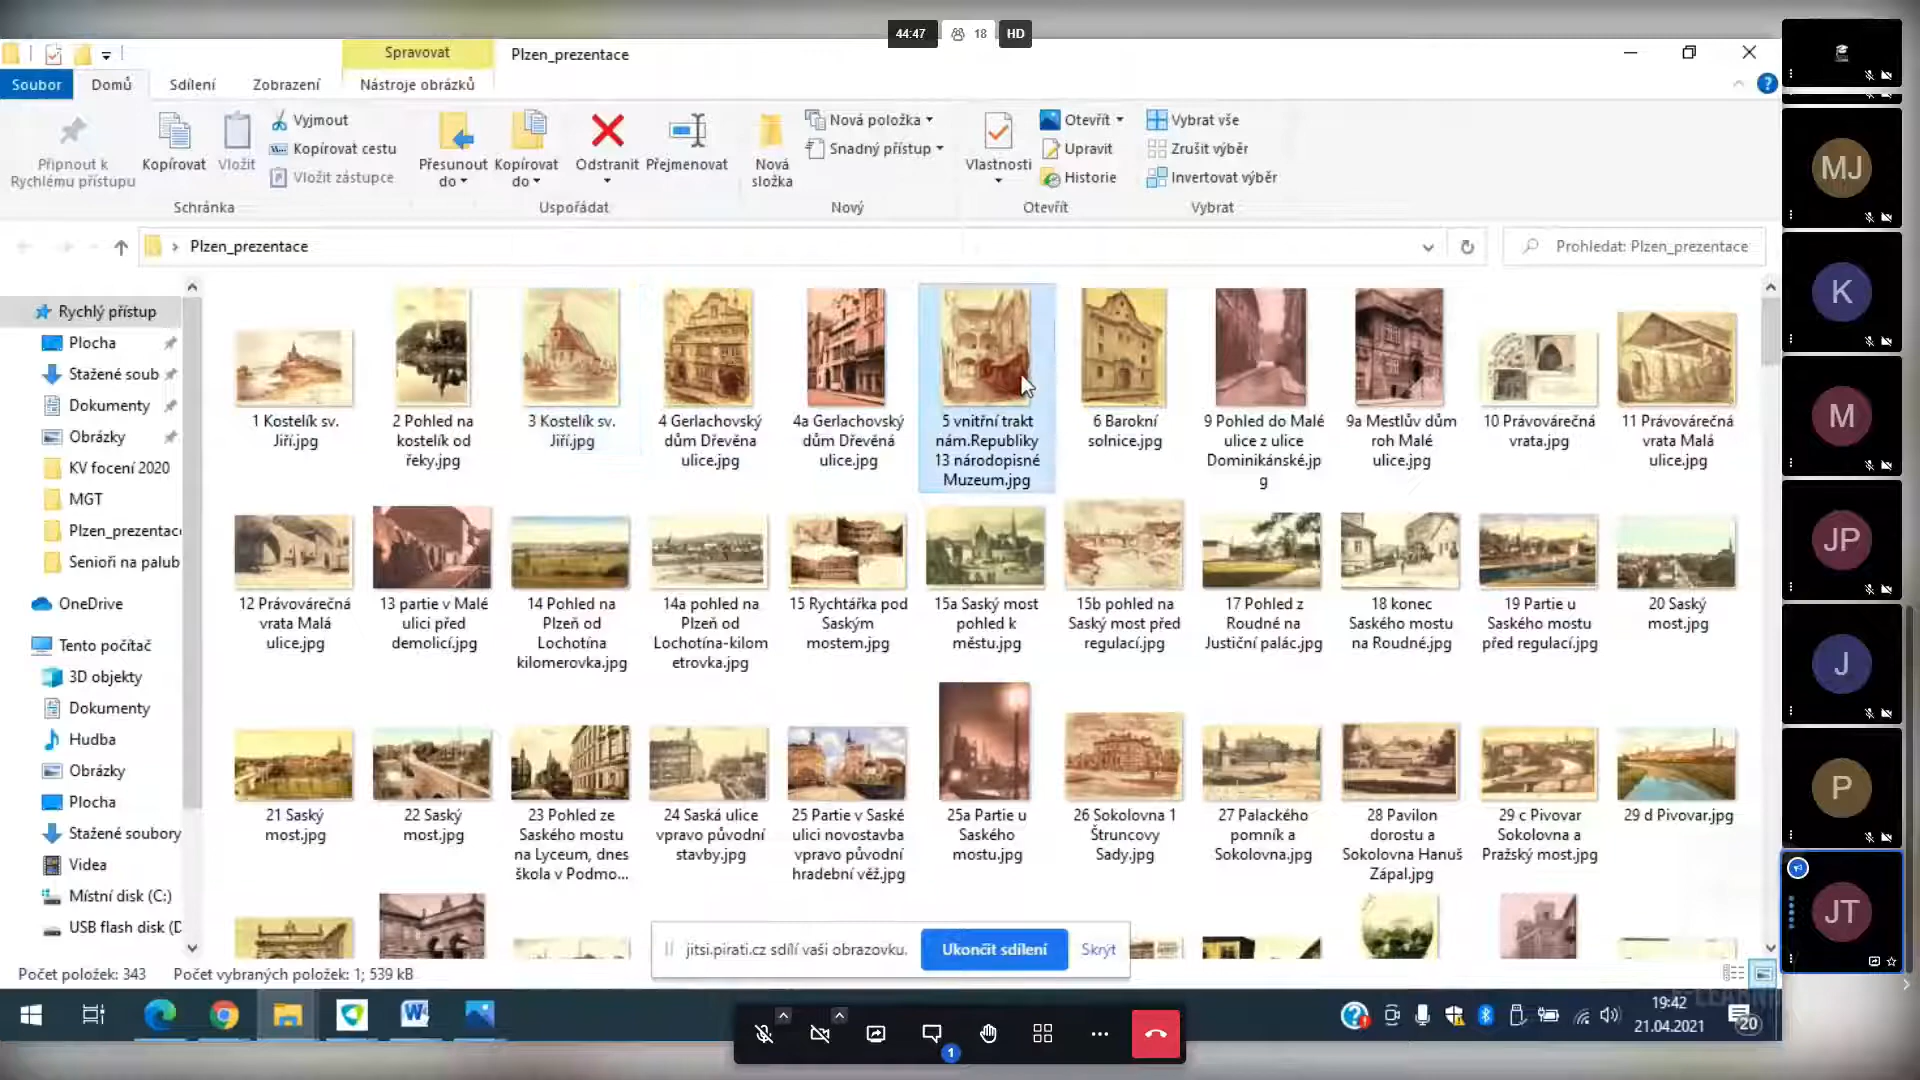 44:47 18 HD
Spravovat Plzen_prezentace
Soubor Domů Sdílení Zobrazení Nástroje obrázků
Připnout k Rychlému přístupu
Kopírovat
Vložit
Vyjmout
Kopírovat cestu
Vložit zástupce
Přesunout do
Kopírovat do
Odstranit
Přejmenovat
Nová složka
Nová položka
Snadný přístup
Vlastnosti
Otevřít
Upravit
Historie
Vybrat vše
Zrušit výběr
Invertovat výběr
Schránka Uspořádat Nový Otevřít Vybrat
Plzen_prezentace
Prohledat: Plzen_prezentace
Rychlý přístup
Plocha
Stažené soub
Dokumenty
Obrázky
KV focení 2020
MGT
Plzen_prezentac
Senioři na palub
OneDrive
Tento počítač
3D objekty
Dokumenty
Hudba
Obrázky
Plocha
Stažené soubory
Videa
Místní disk (C:)
USB flash disk (D
1 Kostelík sv. Jiří.jpg
2 Pohled na kostelík od řeky.jpg
3 Kostelík sv. Jiří.jpg
4 Gerlachovský dům Dřevěna ulice.jpg
4a Gerlachovský dům Dřevěná ulice.jpg
5 vnitřní trakt nám.Republiky 13 národopisné Muzeum.jpg
6 Barokní solnice.jpg
9 Pohled do Malé ulice z ulice Dominikánské.jpg
9a Mestlův dům roh Malé ulice.jpg
10 Právovárečná vrata.jpg
11 Právovárečná vrata Malá ulice.jpg
12 Právovárečná vrata Malá ulice.jpg
13 partie v Malé ulici před demolicí.jpg
14 Pohled na Plzeň od Lochotína kilomerovka.jpg
14a pohled na Plzeň od Lochotína-kilometrovka.jpg
15 Rychtářka pod Saským mostem.jpg
15a Saský most pohled k městu.jpg
15b pohled na Saský most před regulací.jpg
17 Pohled z Roudné na Justiční palác.jpg
18 konec Saského mostu na Roudné.jpg
19 Partie u Saského mostu před regulací.jpg
20 Saský most.jpg
21 Saský most.jpg
22 Saský most.jpg
23 Pohled ze Saského mostu na Lyceum, dnes škola v Podmo...
24 Saská ulice vpravo původní stavby.jpg
25 Partie v Saské ulici novostavba vpravo původní hradební věž.jpg
25a Partie u Saského mostu.jpg
26 Sokolovna 1 Štruncovy Sady.jpg
27 Palackého pomník a Sokolovna.jpg
28 Pavilon dorostu a Sokolovna Hanuš Zápal.jpg
29 c Pivovar Sokolovna a Pražský most.jpg
29 d Pivovar.jpg
jitsi.pirati.cz sdílí vaši obrazovku. Ukončit sdílení Skrýt
Počet položek: 343 Počet vybraných položek: 1; 539 kB
19:42
21.04.2021
20
1
MJ
K
M
JP
J
P
JT